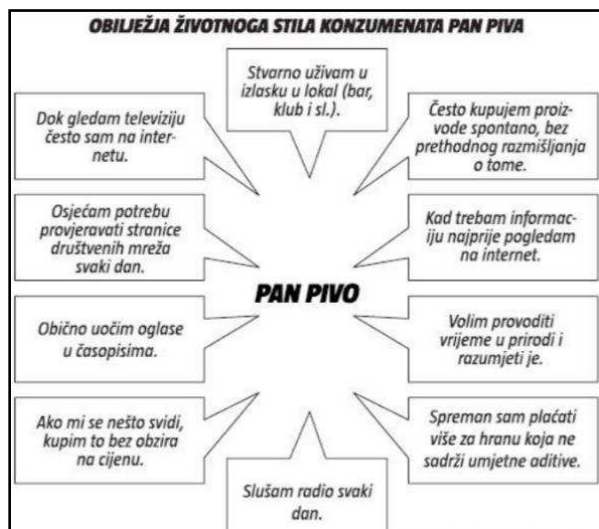 OBILJEŽJA ŽIVOTNOGA STILA KONZUMENATA PAN PIVA
Stvarno uživam u
izlasku u lokal (bar,
klub i sl.).
Dok gledam televiziju
često sam na inter-
netu.
Često kupujem proiz-
vode spontano, bez
prethodnog razmišljanja
o tome.
Osjećam potrebu
provjeravati stranice
društvenih mreža
svaki dan.
Kad trebam informac-
iju najprije pogledam
na internet.
PAN PIVO
Obično uočim oglase
u časopisima.
Volim provoditi
vrijeme u prirodi i
razumjeti je.
Ako mi se nešto svidi,
kupim to bez obzira
na cijenu.
Spreman sam plaćati
više za hranu koja ne
sadrži umjetne aditive.
Slušam radio svaki
dan.